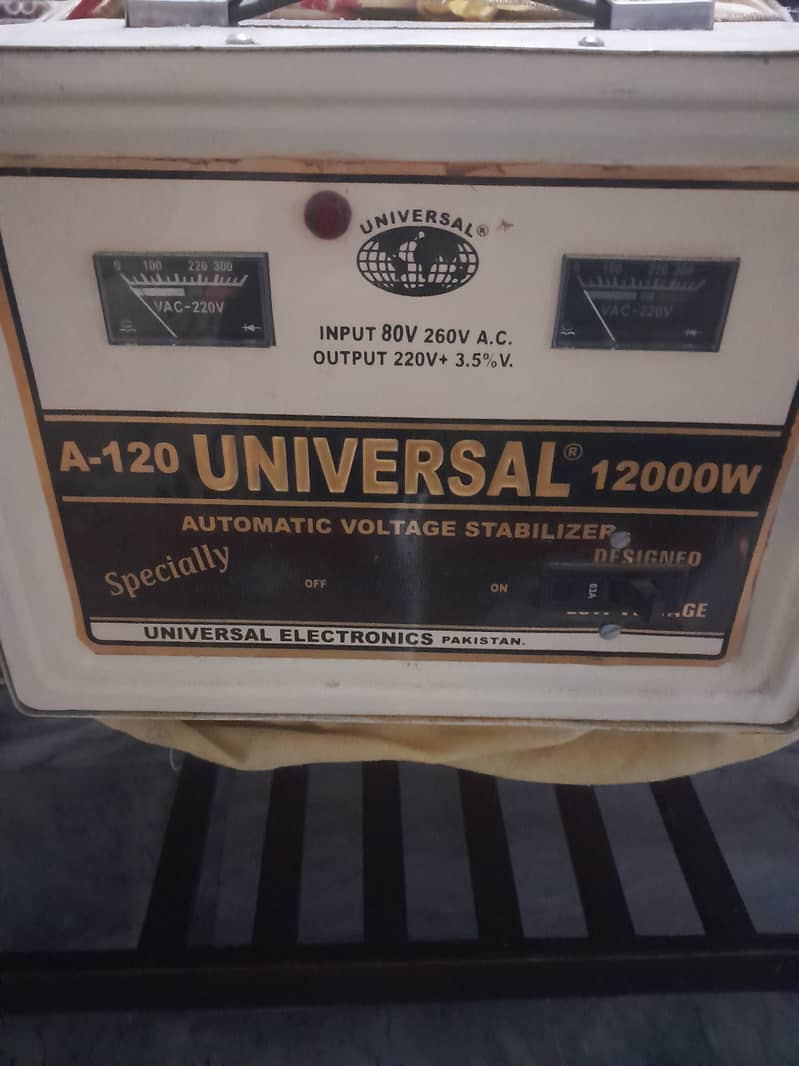 UNIVERSAL®
0 100 220 300
VAC-220V
100 220 300
VAC-220V
INPUT 80V 260V A.C.
OUTPUT 220V+ 3.5%V.
A-120 UNIVERSAL® 12000W
AUTOMATIC VOLTAGE STABILIZER
Specially
DESIGNED
OFF
ON
63A
UNIVERSAL ELECTRONICS PAKISTAN.